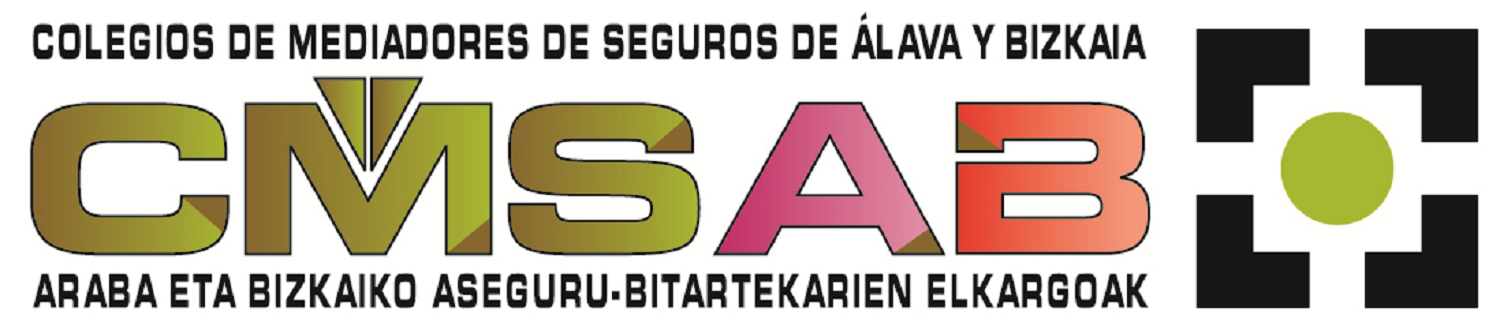 COLEGIOS DE MEDIADORES DE SEGUROS DE ÁLAVA Y BIZKAIA
CMSAB
ARABA ETA BIZKAIKO ASEGURU-BITARTEKARIEN ELKARGOAK